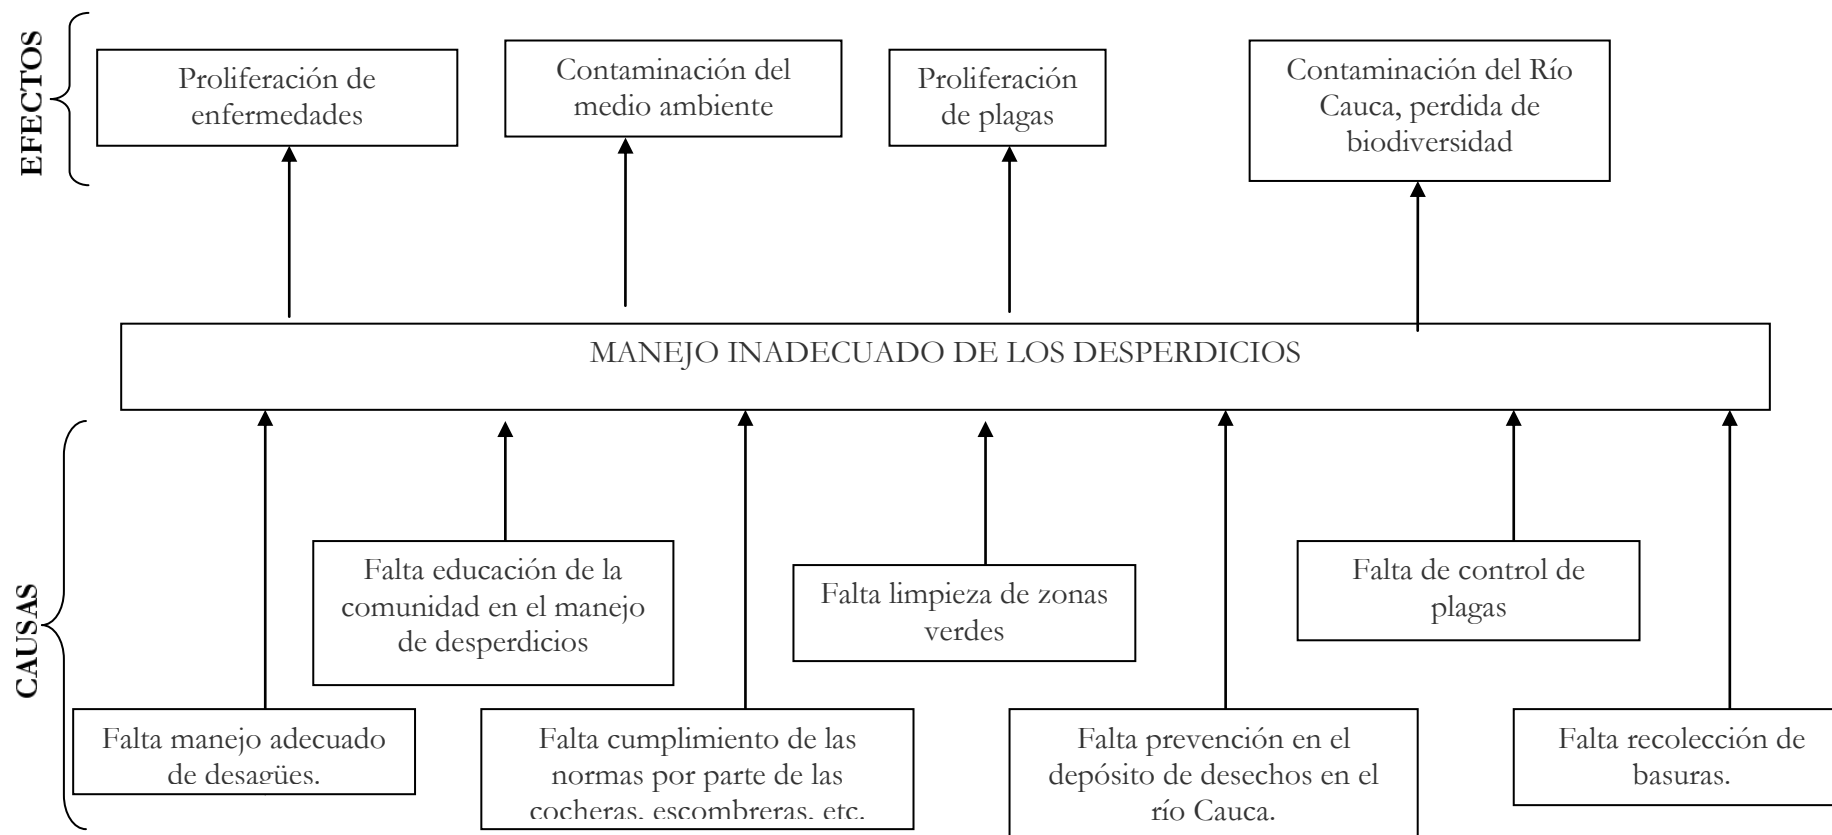 EFECTOS
Proliferación de
enfermedades
Contaminación del
medio ambiente
Proliferación
de plagas
Contaminación del Río
Cauca, perdida de
biodiversidad
MANEJO INADECUADO DE LOS DESPERDICIOS
CAUSAS
Falta educación de la
comunidad en el manejo
de desperdicios
Falta limpieza de zonas
verdes
Falta de control de
plagas
Falta manejo adecuado
de desagües.
Falta cumplimiento de las
normas por parte de las
cocheras, escombreras, etc.
Falta prevención en el
depósito de desechos en el
río Cauca.
Falta recolección de
basuras.